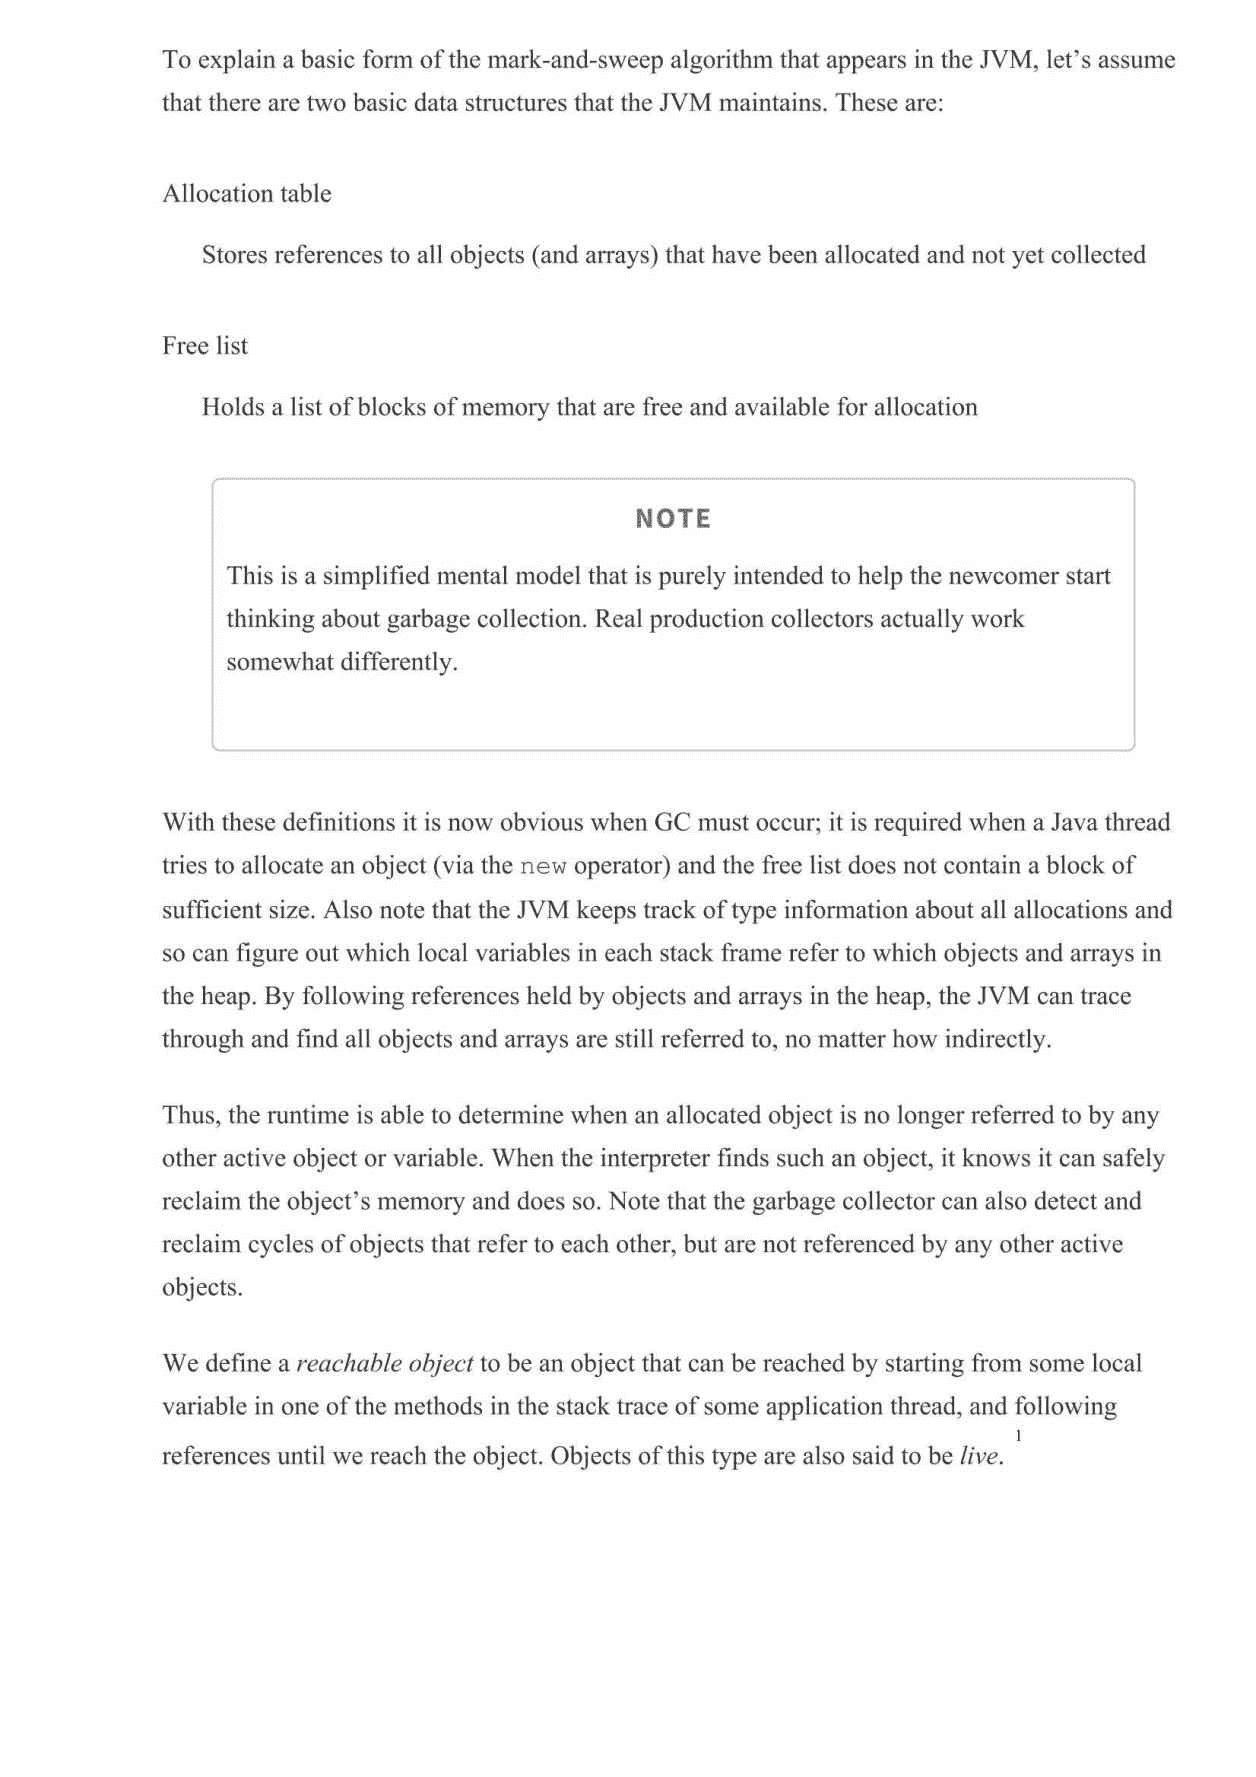 To explain a basic form of the mark-and-sweep algorithm that appears in the JVM, let’s assume
that there are two basic data structures that the JVM maintains. These are:
Allocation table
Stores references to all objects (and arrays) that have been allocated and not yet collected
Free list
Holds a list of blocks of memory that are free and available for allocation
NOTE
This is a simplified mental model that is purely intended to help the newcomer start
thinking about garbage collection. Real production collectors actually work
somewhat differently.
With these definitions it is now obvious when GC must occur; it is required when a Java thread
tries to allocate an object (via the new operator) and the free list does not contain a block of
sufficient size. Also note that the JVM keeps track of type information about all allocations and
so can figure out which local variables in each stack frame refer to which objects and arrays in
the heap. By following references held by objects and arrays in the heap, the JVM can trace
through and find all objects and arrays are still referred to, no matter how indirectly.
Thus, the runtime is able to determine when an allocated object is no longer referred to by any
other active object or variable. When the interpreter finds such an object, it knows it can safely
reclaim the object’s memory and does so. Note that the garbage collector can also detect and
reclaim cycles of objects that refer to each other, but are not referenced by any other active
objects.
We define a reachable object to be an object that can be reached by starting from some local
variable in one of the methods in the stack trace of some application thread, and following
references until we reach the object. Objects of this type are also said to be live. 1